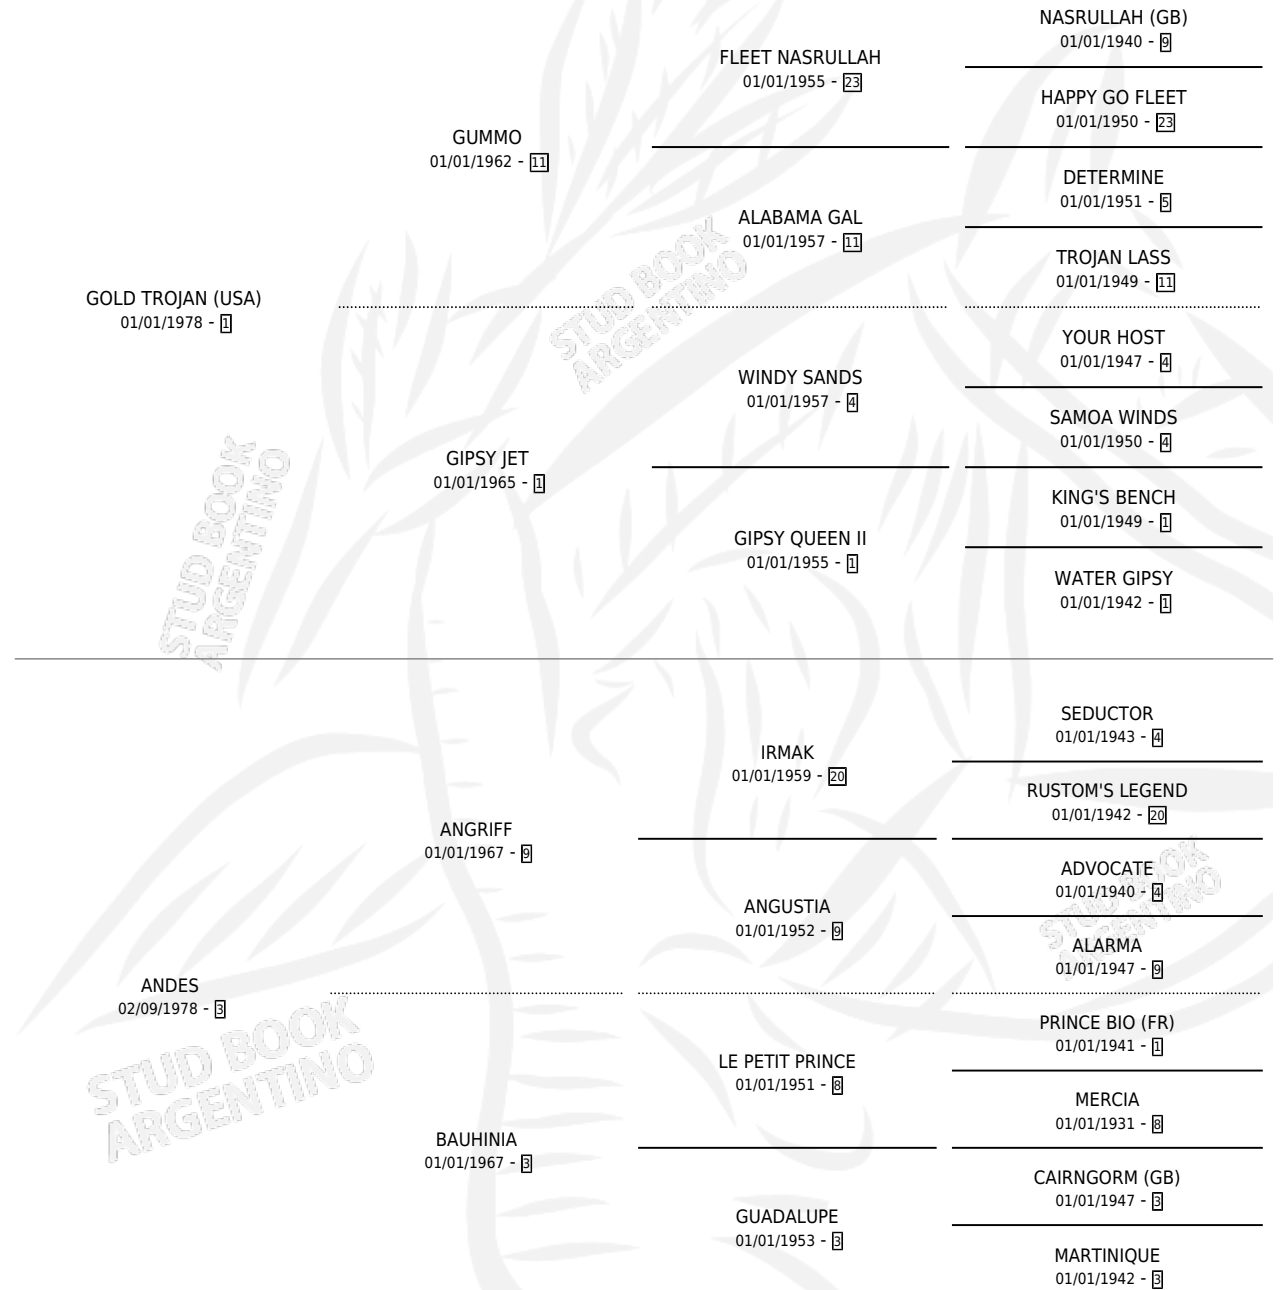 NASRULLAH (GB)
01/01/1940 - 9
FLEET NASRULLAH
01/01/1955 - 23
HAPPY GO FLEET
01/01/1950 - 23
GUMMO
01/01/1962 - 11
DETERMINE
01/01/1951 - 5
ALABAMA GAL
01/01/1957 - 11
TROJAN LASS
01/01/1949 - 11
GOLD TROJAN (USA)
01/01/1978 - 1
YOUR HOST
01/01/1947 - 4
WINDY SANDS
01/01/1957 - 4
SAMOA WINDS
01/01/1950 - 4
GIPSY JET
01/01/1965 - 1
KING'S BENCH
01/01/1949 - 1
GIPSY QUEEN II
01/01/1955 - 1
WATER GIPSY
01/01/1942 - 1
SEDUCTOR
01/01/1943 - 4
IRMAK
01/01/1959 - 20
RUSTOM'S LEGEND
01/01/1942 - 20
ANGRIFF
01/01/1967 - 9
ADVOCATE
01/01/1940 - 4
ANGUSTIA
01/01/1952 - 9
ALARMA
01/01/1947 - 9
ANDES
02/09/1978 - 3
PRINCE BIO (FR)
01/01/1941 - 1
LE PETIT PRINCE
01/01/1951 - 8
MERCIA
01/01/1931 - 8
BAUHINIA
01/01/1967 - 3
CAIRNGORM (GB)
01/01/1947 - 3
GUADALUPE
01/01/1953 - 3
MARTINIQUE
01/01/1942 - 3
STUD BOOK
ARGENTINO
STUD BOOK
ARGENTINO
STUD BOOK
ARGENTINO
STUD BOOK
ARGENTINO